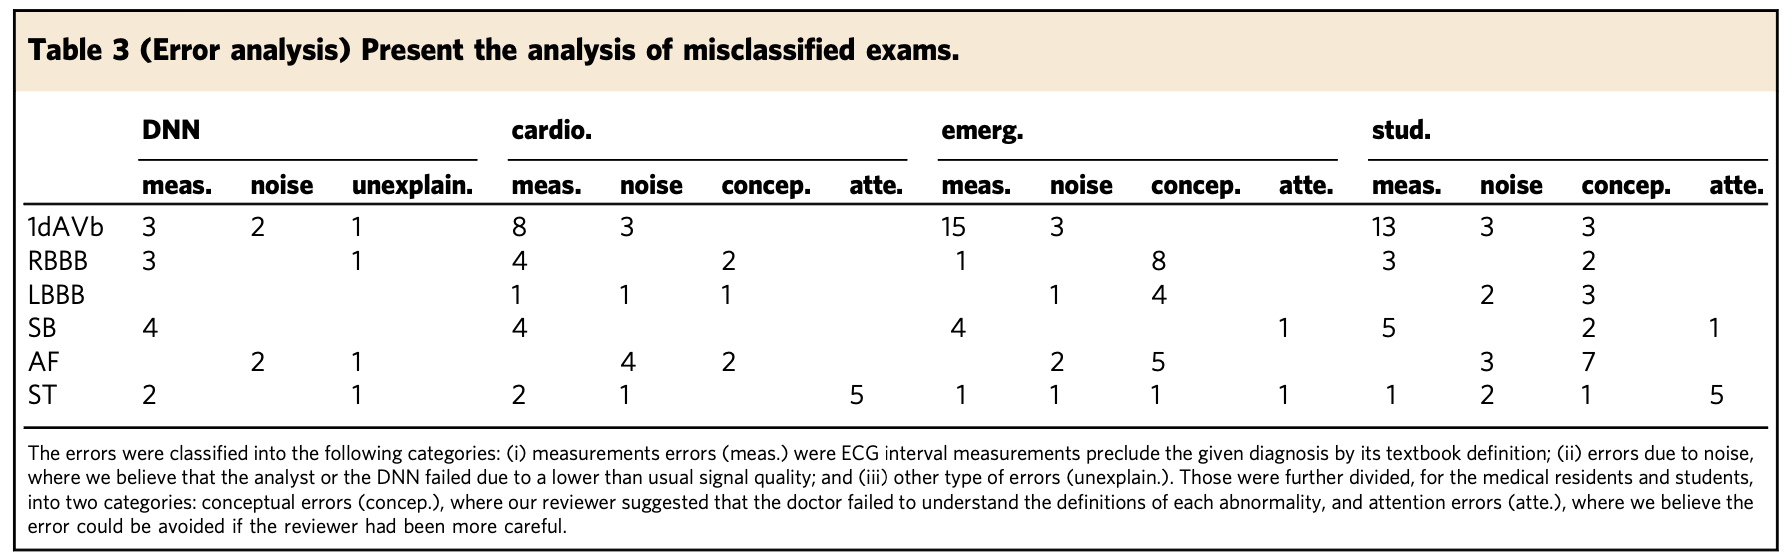 Table 3 (Error analysis) Present the analysis of misclassified exams.
DNN cardio. emerg. stud.
meas. noise unexplain. meas. noise concep. atte. meas. noise concep. atte. meas. noise concep. atte.
1dAVb 3 2 1 8 3 15 3 13 3 3
RBBB 3 1 4 2 1 8 3 2
LBBB 1 1 1 1 4 2 3
SB 4 4 4 1 5 2 1
AF 2 1 4 2 2 5 3 7
ST 2 1 2 1 5 1 1 1 1 1 2 1 5
The errors were classified into the following categories: (i) measurements errors (meas.) were ECG interval measurements preclude the given diagnosis by its textbook definition; (ii) errors due to noise,
where we believe that the analyst or the DNN failed due to a lower than usual signal quality; and (iii) other type of errors (unexplain.). Those were further divided, for the medical residents and students,
into two categories: conceptual errors (concep.), where our reviewer suggested that the doctor failed to understand the definitions of each abnormality, and attention errors (atte.), where we believe the
error could be avoided if the reviewer had been more careful.